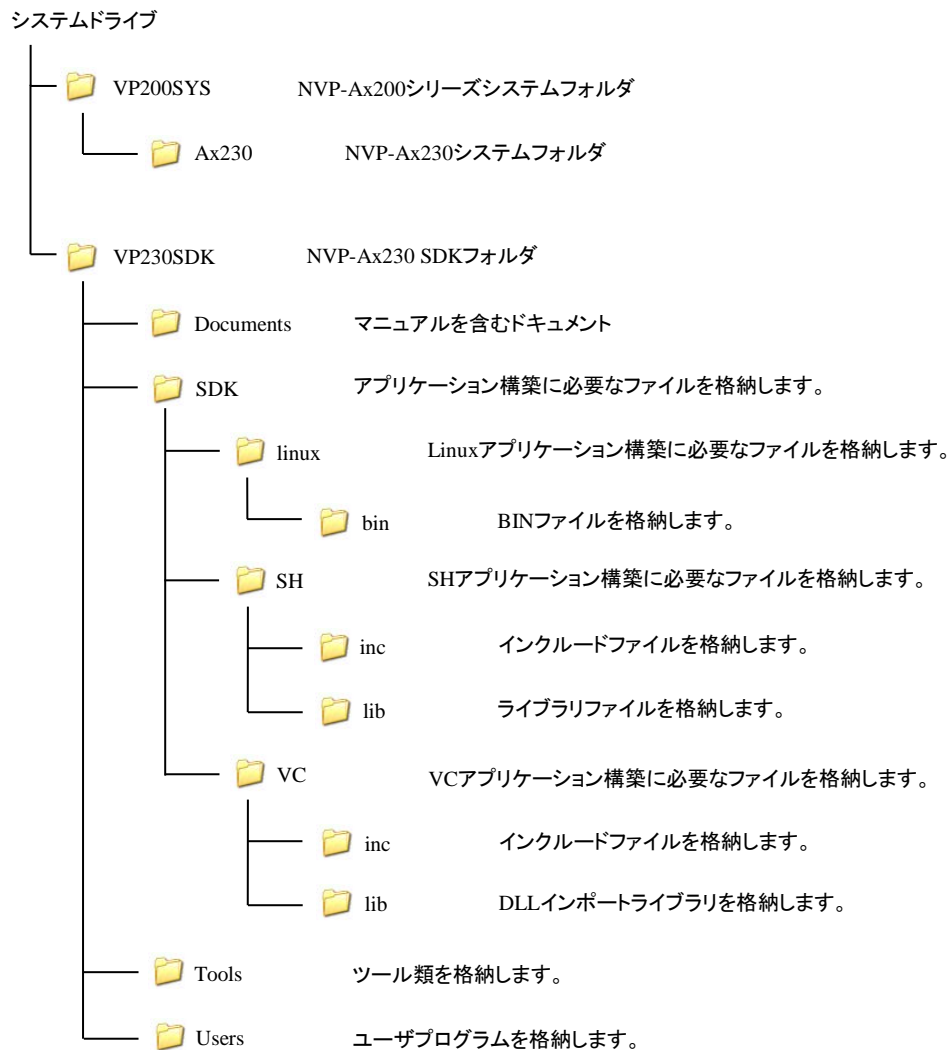 システムドライブ
VP200SYS NVP-Ax200シリーズシステムフォルダ
Ax230 NVP-Ax230システムフォルダ
VP230SDK NVP-Ax230 SDKフォルダ
Documents マニュアルを含むドキュメント
SDK アプリケーション構築に必要なファイルを格納します。
linux Linuxアプリケーション構築に必要なファイルを格納します。
bin BINファイルを格納します。
SH SHアプリケーション構築に必要なファイルを格納します。
inc インクルードファイルを格納します。
lib ライブラリファイルを格納します。
VC VCアプリケーション構築に必要なファイルを格納します。
inc インクルードファイルを格納します。
lib DLLインポートライブラリを格納します。
Tools ツール類を格納します。
Users ユーザプログラムを格納します。